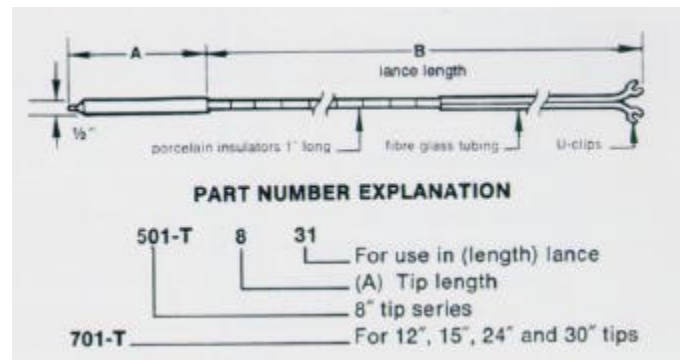 A B
lance length
½"
porcelain insulators 1" long fibre glass tubing U-clips
PART NUMBER EXPLANATION
501-T 8 31
For use in (length) lance
(A) Tip length
8" tip series
701-T For 12", 15", 24" and 30" tips